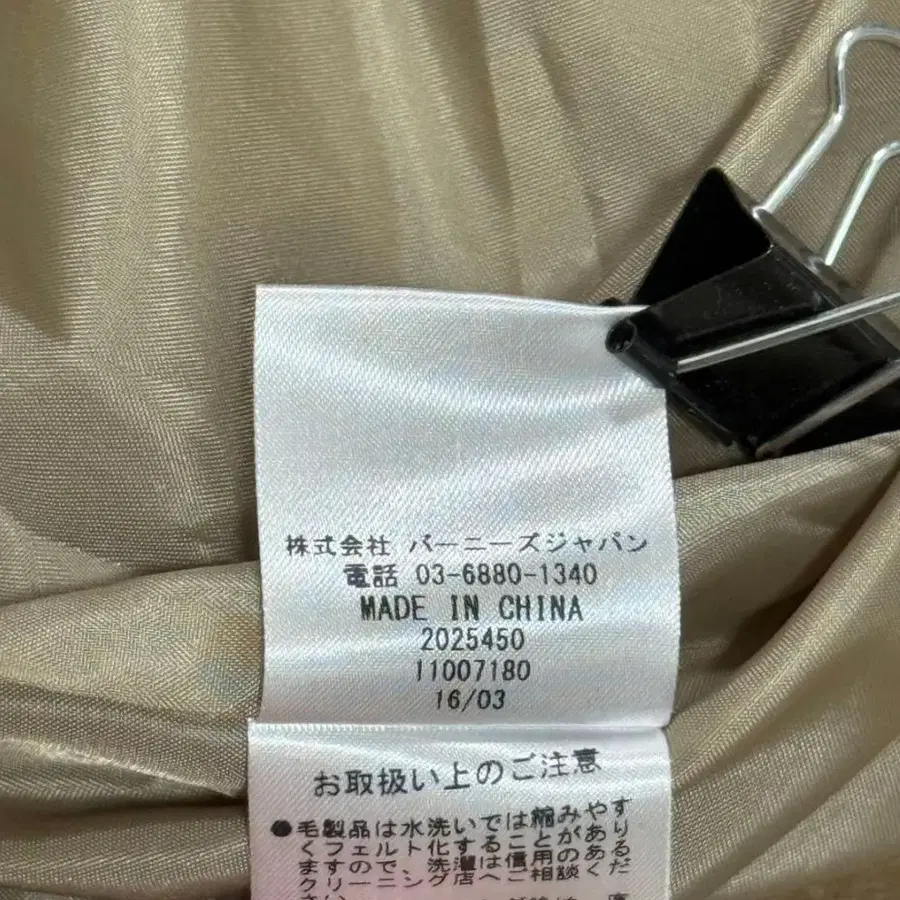 株式会社 バーニーズジャパン
電話 03-6880-1340
MADE IN CHINA
2025450
11007180
16/03
お取扱い上のご注意
●毛製品は水洗いでは縮みやす
くフェルト化することがあり
ますので、洗濯は信用のある
クリーニング店へご相談くだ
さい。